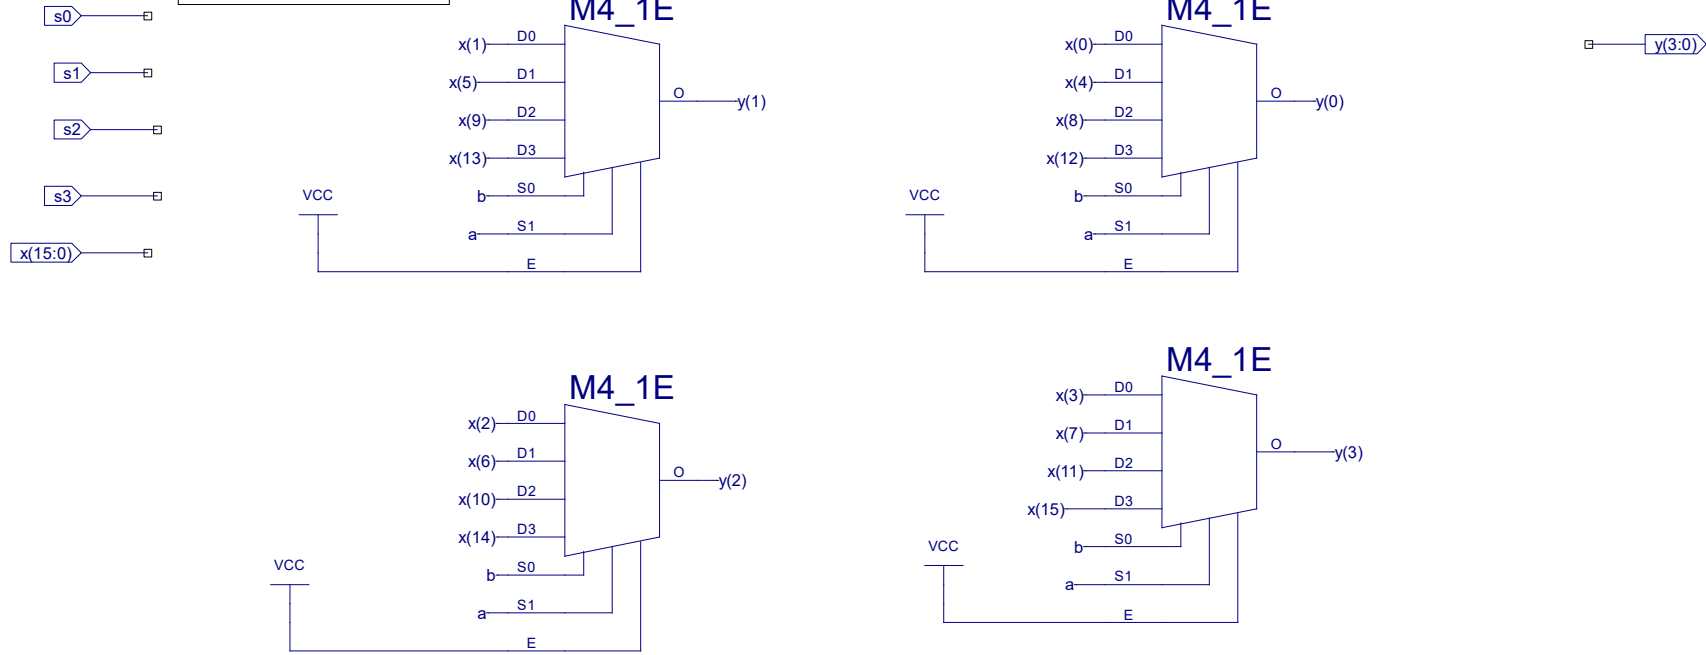 s0
s1
s2
s3
x(15:0)
M4_1E
x(1) D0
x(5) D1
x(9) D2
x(13) D3
b S0
a S1
E
VCC
O
y(1)
M4_1E
x(0) D0
x(4) D1
x(8) D2
x(12) D3
b S0
a S1
E
VCC
O
y(0)
y(3:0)
M4_1E
x(2) D0
x(6) D1
x(10) D2
x(14) D3
b S0
a S1
E
VCC
O
y(2)
M4_1E
x(3) D0
x(7) D1
x(11) D2
x(15) D3
b S0
a S1
E
VCC
O
y(3)